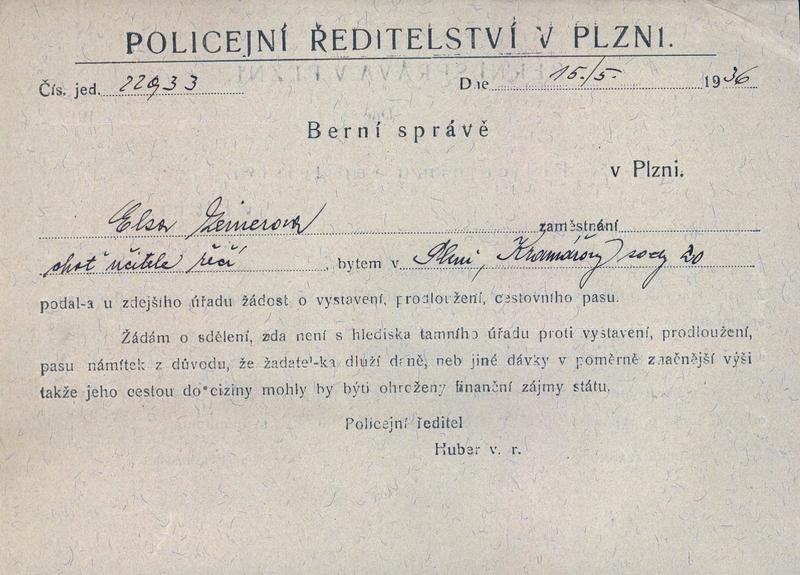 POLICEJNÍ ŘEDITELSTVÍ V PLZNI.
Čís. jed. 22933 Dne 15./5. 1936
Berní správě
v Plzni.
Elsa zaměstnání
choť učitele řečí, bytem v Plzni, Kramářovy sady 20
podal-a u zdejšího úřadu žádost o vystavení, prodloužení, cestovního pasu.
Žádám o sdělení, zda není s hlediska tamního úřadu proti vystavení, prodloužení,
pasu námitek z důvodu, že žadatel-ka dluží daně, neb jiné dávky v poměrně značnější výši
takže jeho cestou do ciziny mohly by býti ohroženy finanční zájmy státu.
Policejní ředitel
Huber v. r.